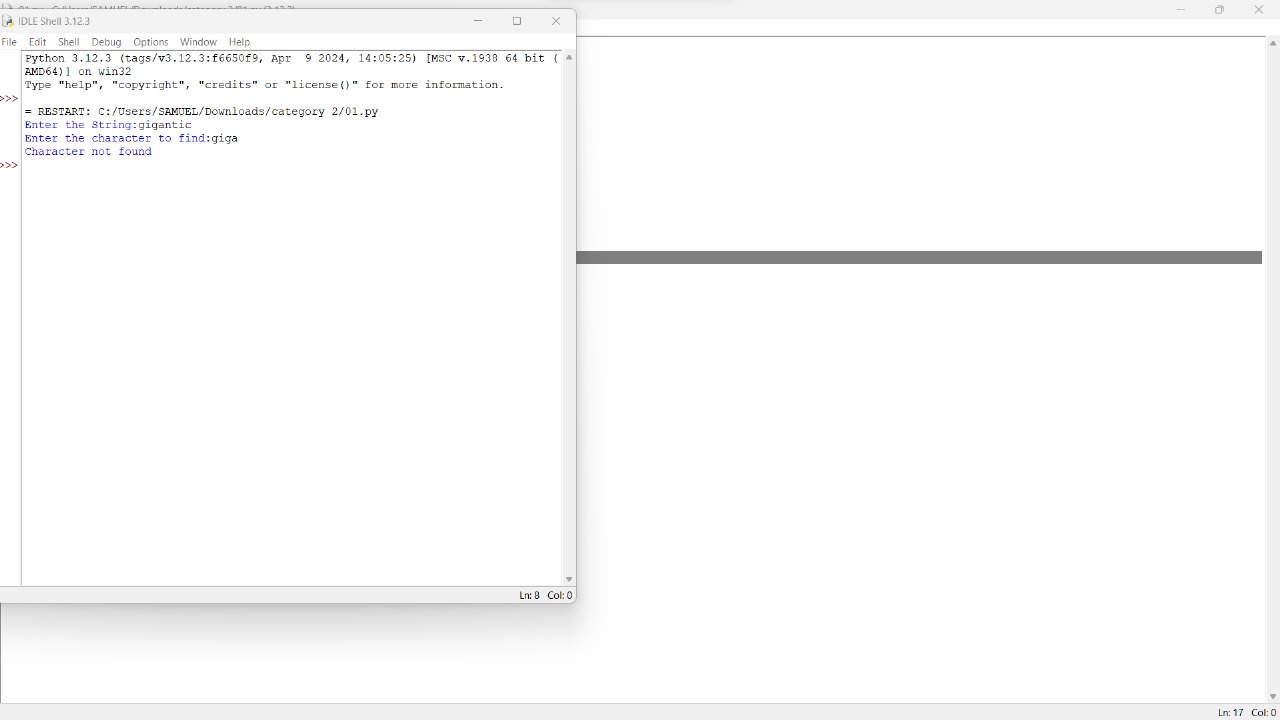 IDLE Shell 3.12.3
File Edit Shell Debug Options Window Help
Python 3.12.3 (tags/v3.12.3:f6650f9, Apr  9 2024, 14:05:25) [MSC v.1938 64 bit (
AMD64)] on win32
Type "help", "copyright", "credits" or "license()" for more information.
>>>
= RESTART: C:/Users/SAMUEL/Downloads/category 2/01.py
Enter the String:gigantic
Enter the character to find:giga
Character not found
>>>
Ln: 8 Col: 0
Ln: 17 Col: 0